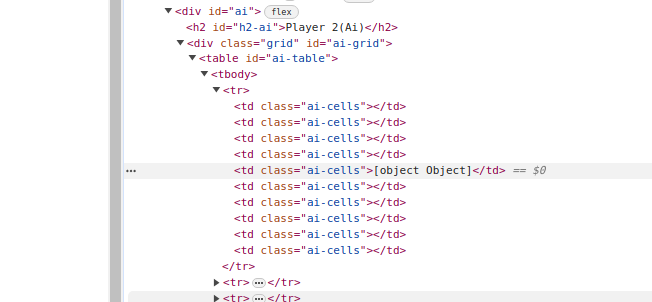 <div id="ai"> flex
<h2 id="h2-ai">Player 2(Ai)</h2>
<div class="grid" id="ai-grid">
<table id="ai-table">
<tbody>
<tr>
<td class="ai-cells"></td>
<td class="ai-cells"></td>
<td class="ai-cells"></td>
<td class="ai-cells"></td>
<td class="ai-cells">[object Object]</td> == $0
<td class="ai-cells"></td>
<td class="ai-cells"></td>
<td class="ai-cells"></td>
<td class="ai-cells"></td>
<td class="ai-cells"></td>
</tr>
<tr>…</tr>
<tr>…</tr>